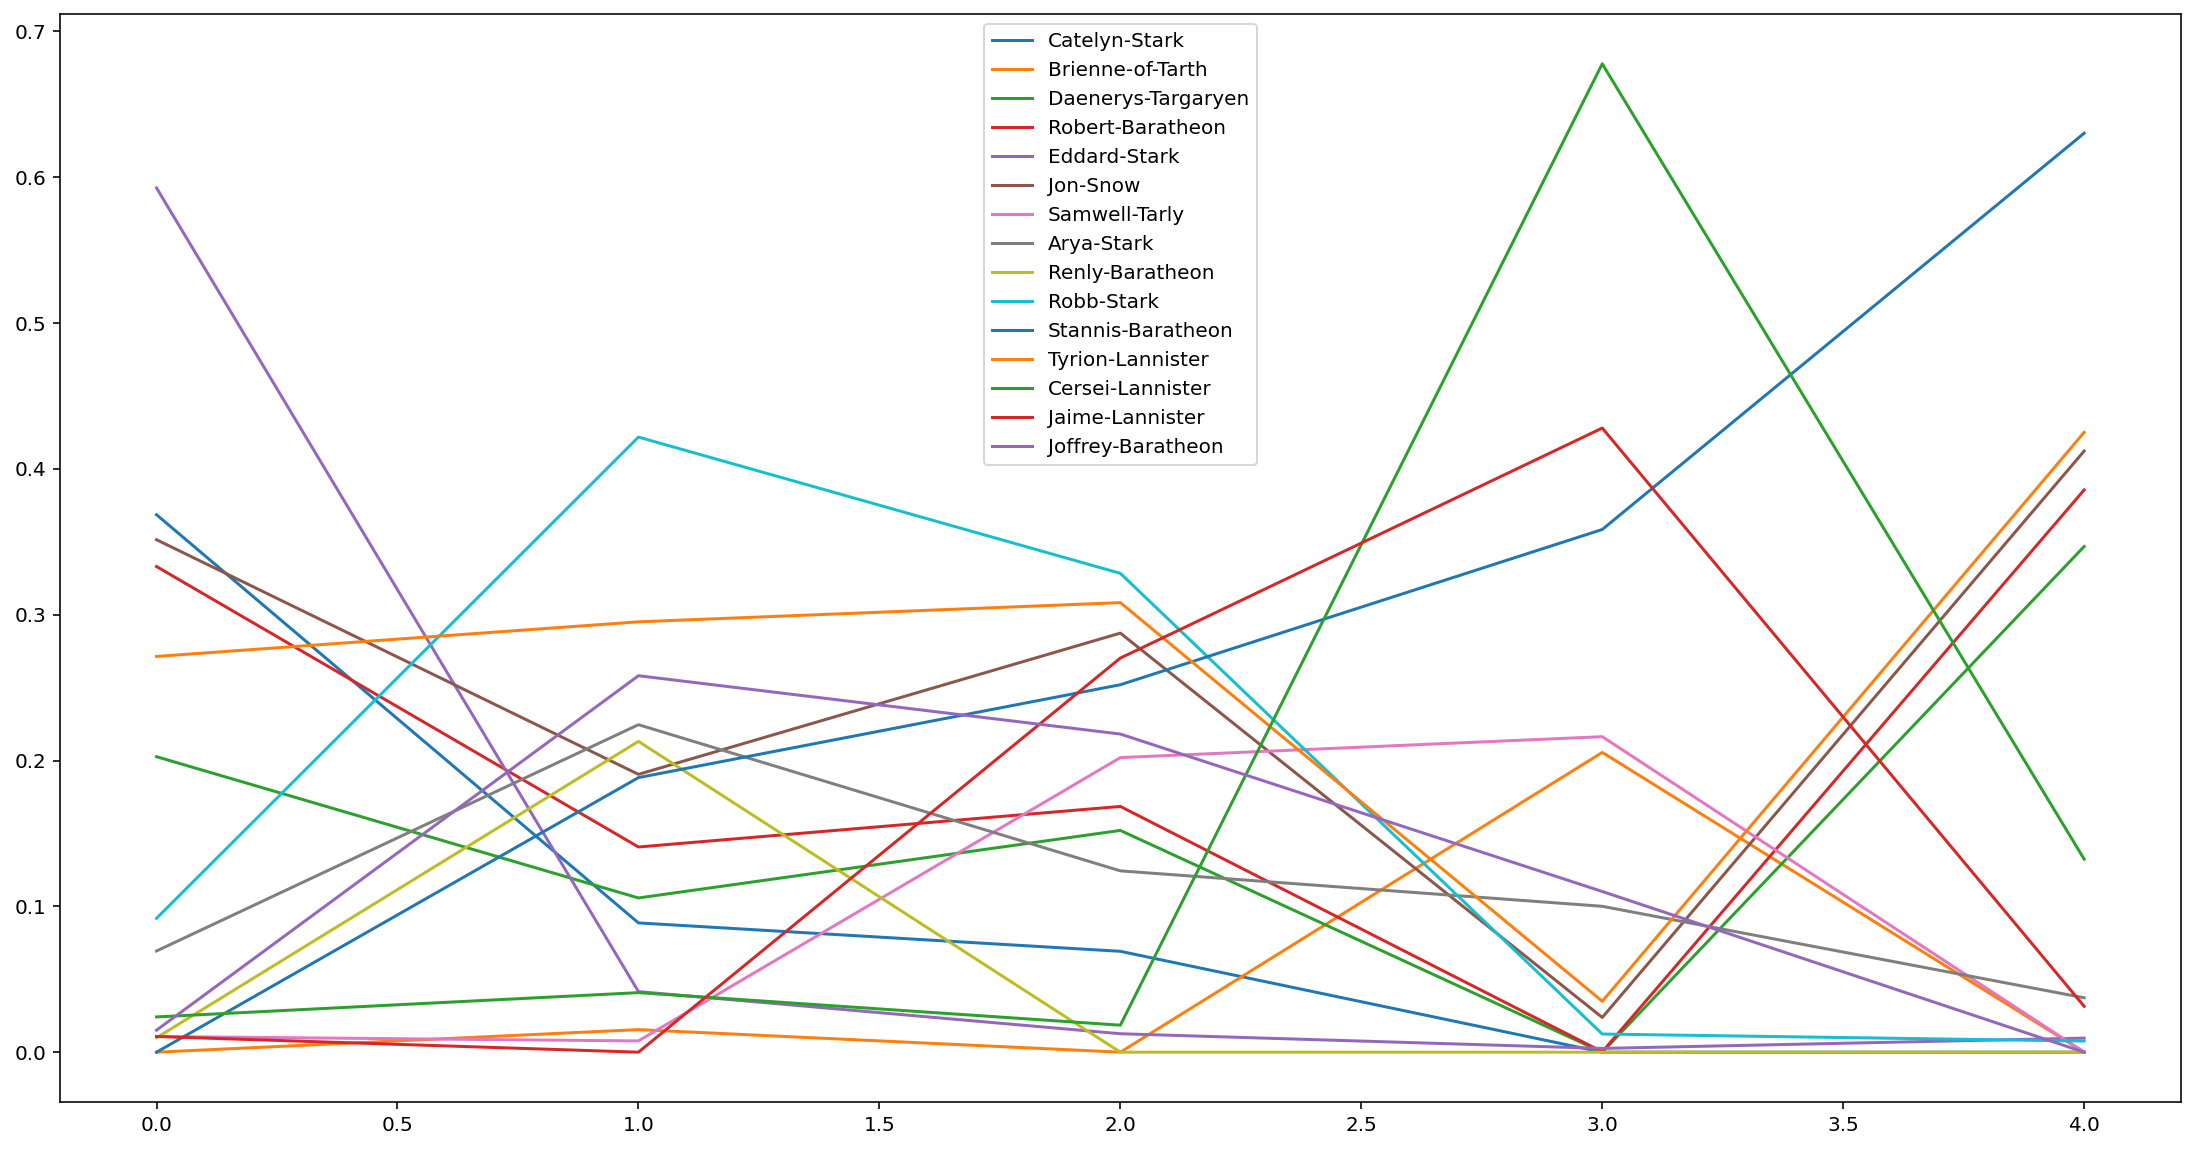 0.7
0.6
0.5
0.4
0.3
0.2
0.1
0.0
Catelyn-Stark
Brienne-of-Tarth
Daenerys-Targaryen
Robert-Baratheon
Eddard-Stark
Jon-Snow
Samwell-Tarly
Arya-Stark
Renly-Baratheon
Robb-Stark
Stannis-Baratheon
Tyrion-Lannister
Cersei-Lannister
Jaime-Lannister
Joffrey-Baratheon
0.0 0.5 1.0 1.5 2.0 2.5 3.0 3.5 4.0